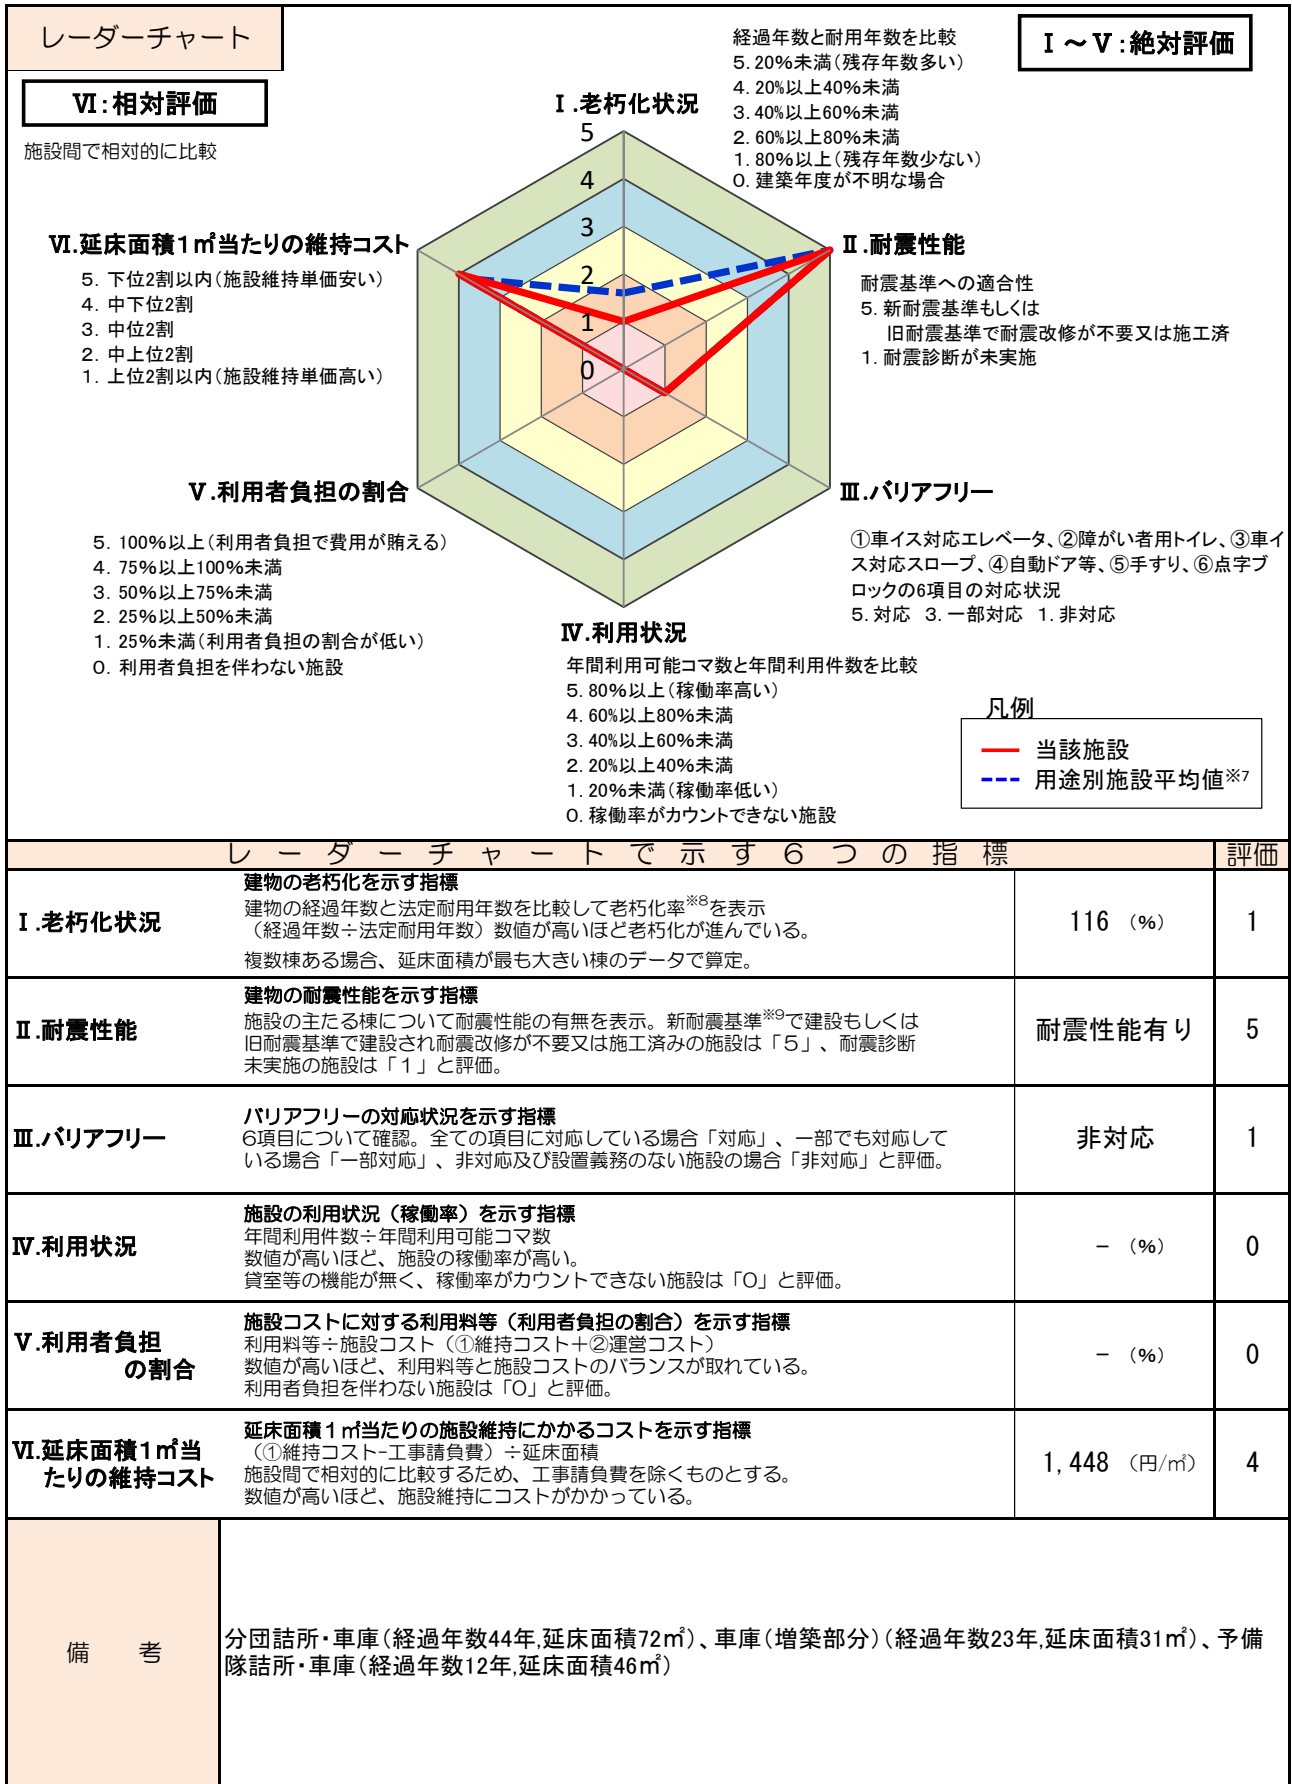 レーダーチャート
Ⅰ～Ⅴ:絶対評価
Ⅵ:相対評価
施設間で相対的に比較
Ⅰ.老朽化状況
経過年数と耐用年数を比較
5.20%未満(残存年数多い)
4.20%以上40%未満
3.40%以上60%未満
2.60%以上80%未満
1.80%以上(残存年数少ない)
0.建築年度が不明な場合
5
4
3
2
1
0
Ⅱ.耐震性能
耐震基準への適合性
5.新耐震基準もしくは
旧耐震基準で耐震改修が不要又は施工済
1.耐震診断が未実施
Ⅵ.延床面積1㎡当たりの維持コスト
5.下位2割以内(施設維持単価安い)
4.中下位2割
3.中位2割
2.中上位2割
1.上位2割以内(施設維持単価高い)
Ⅴ.利用者負担の割合
5.100%以上(利用者負担で費用が賄える)
4.75%以上100%未満
3.50%以上75%未満
2.25%以上50%未満
1.25%未満(利用者負担の割合が低い)
0.利用者負担を伴わない施設
Ⅲ.バリアフリー
①車イス対応エレベータ、②障がい者用トイレ、③車イ
ス対応スロープ、④自動ドア等、⑤手すり、⑥点字ブ
ロックの6項目の対応状況
5.対応 3.一部対応 1.非対応
Ⅳ.利用状況
年間利用可能コマ数と年間利用件数を比較
5.80%以上(稼働率高い)
4.60%以上80%未満
3.40%以上60%未満
2.20%以上40%未満
1.20%未満(稼働率低い)
0.稼働率がカウントできない施設
凡例
当該施設
用途別施設平均値※7
レーダーチャートで示す6つの指標 評価
Ⅰ.老朽化状況
建物の老朽化を示す指標
建物の経過年数と法定耐用年数を比較して老朽化率※8を表示
（経過年数÷法定耐用年数）数値が高いほど老朽化が進んでいる。
複数棟ある場合、延床面積が最も大きい棟のデータで算定。
116 (%) 1
Ⅱ.耐震性能
建物の耐震性能を示す指標
施設の主たる棟について耐震性能の有無を表示。新耐震基準※9で建設もしくは
旧耐震基準で建設され耐震改修が不要又は施工済みの施設は「5」、耐震診断
未実施の施設は「1」と評価。
耐震性能有り 5
Ⅲ.バリアフリー
バリアフリーの対応状況を示す指標
6項目について確認。全ての項目に対応している場合「対応」、一部でも対応して
いる場合「一部対応」、非対応及び設置義務のない施設の場合「非対応」と評価。
非対応 1
Ⅳ.利用状況
施設の利用状況（稼働率）を示す指標
年間利用件数÷年間利用可能コマ数
数値が高いほど、施設の稼働率が高い。
貸室等の機能が無く、稼働率がカウントできない施設は「0」と評価。
－ (%) 0
Ⅴ.利用者負担
の割合
施設コストに対する利用料等（利用者負担の割合）を示す指標
利用料等÷施設コスト（①維持コスト+②運営コスト）
数値が高いほど、利用料等と施設コストのバランスが取れている。
利用者負担を伴わない施設は「0」と評価。
－ (%) 0
Ⅵ.延床面積1㎡当
たりの維持コスト
延床面積1㎡当たりの施設維持にかかるコストを示す指標
（①維持コスト-工事請負費）÷延床面積
施設間で相対的に比較するため、工事請負費を除くものとする。
数値が高いほど、施設維持にコストがかかっている。
1,448 (円/㎡) 4
備 考
分団詰所・車庫(経過年数44年,延床面積72㎡)、車庫(増築部分)(経過年数23年,延床面積31㎡)、予備
隊詰所・車庫(経過年数12年,延床面積46㎡)